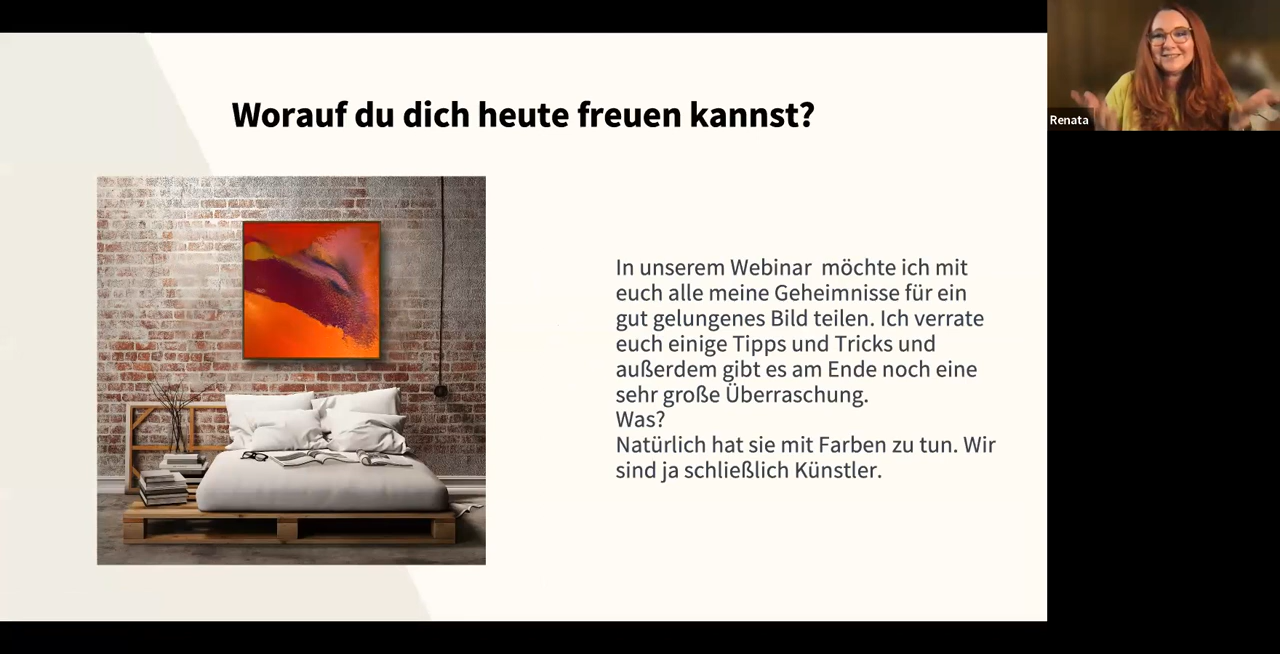 Worauf du dich heute freuen kannst?
In unserem Webinar  möchte ich mit
euch alle meine Geheimnisse für ein
gut gelungenes Bild teilen. Ich verrate
euch einige Tipps und Tricks und
außerdem gibt es am Ende noch eine
sehr große Überraschung.
Was?
Natürlich hat sie mit Farben zu tun. Wir
sind ja schließlich Künstler.
Renata